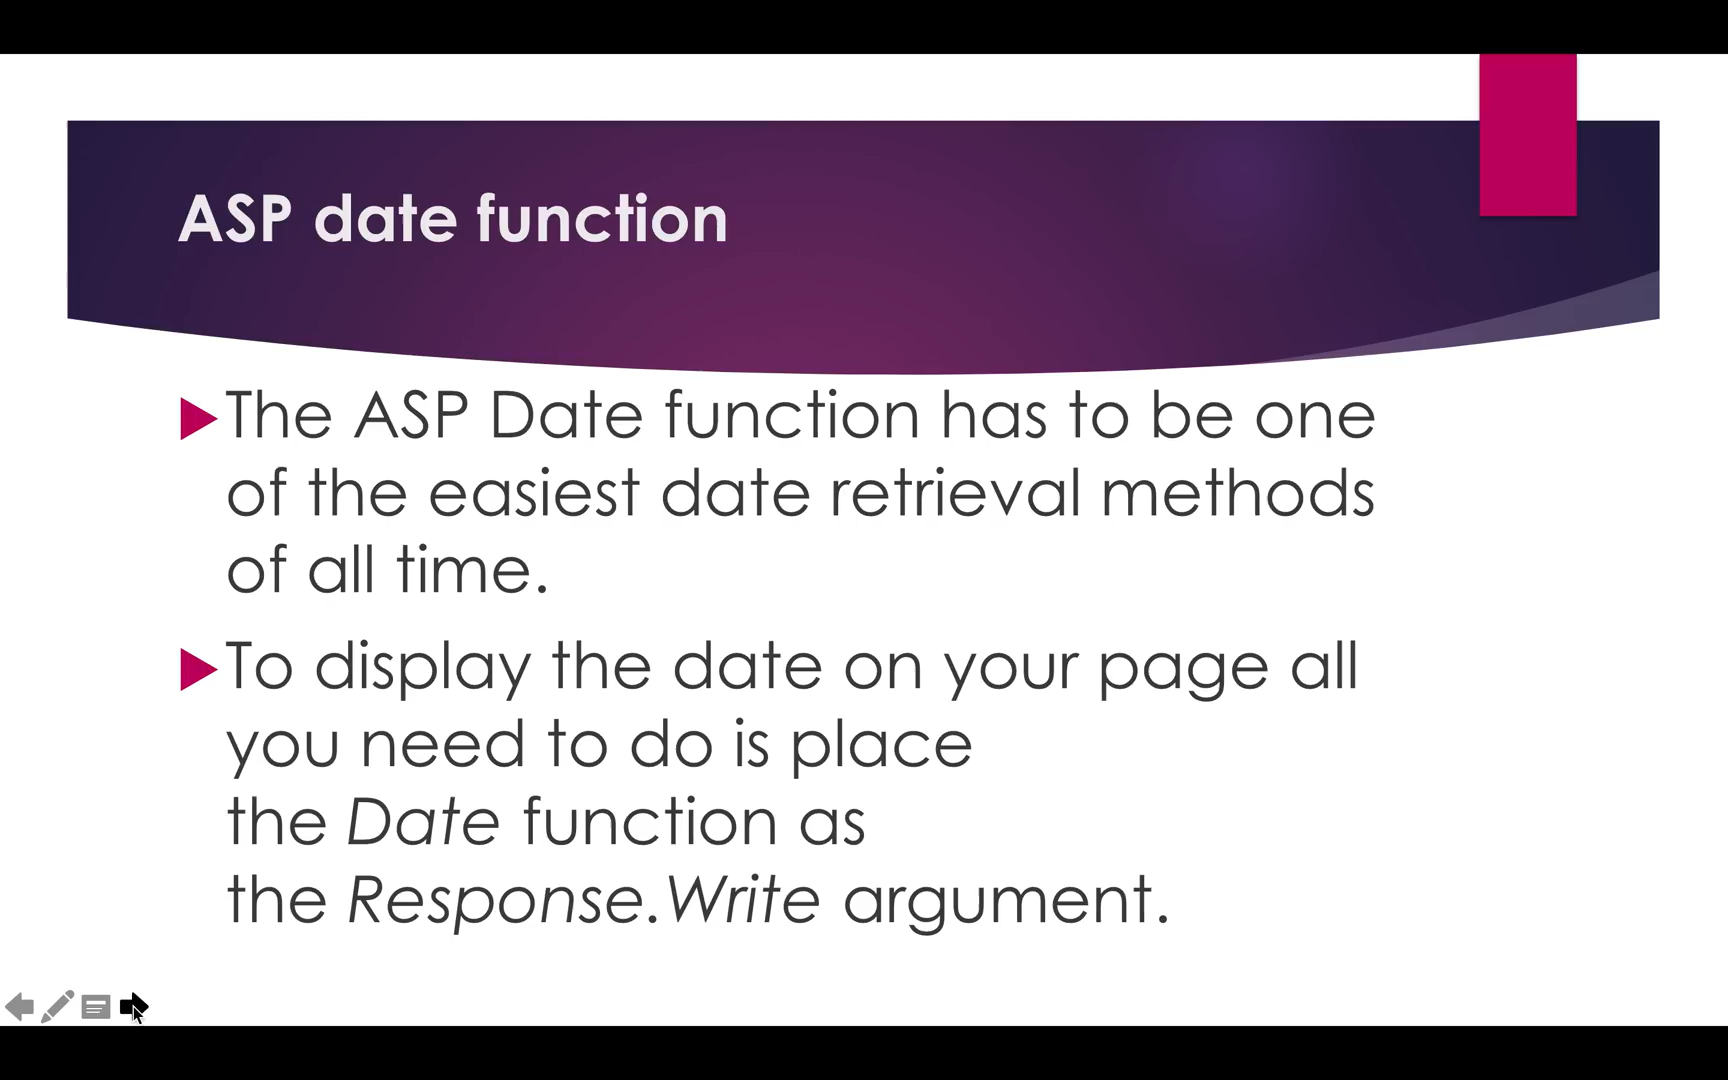 ASP date function
The ASP Date function has to be one
of the easiest date retrieval methods
of all time.
To display the date on your page all
you need to do is place
the Date function as
the Response.Write argument.